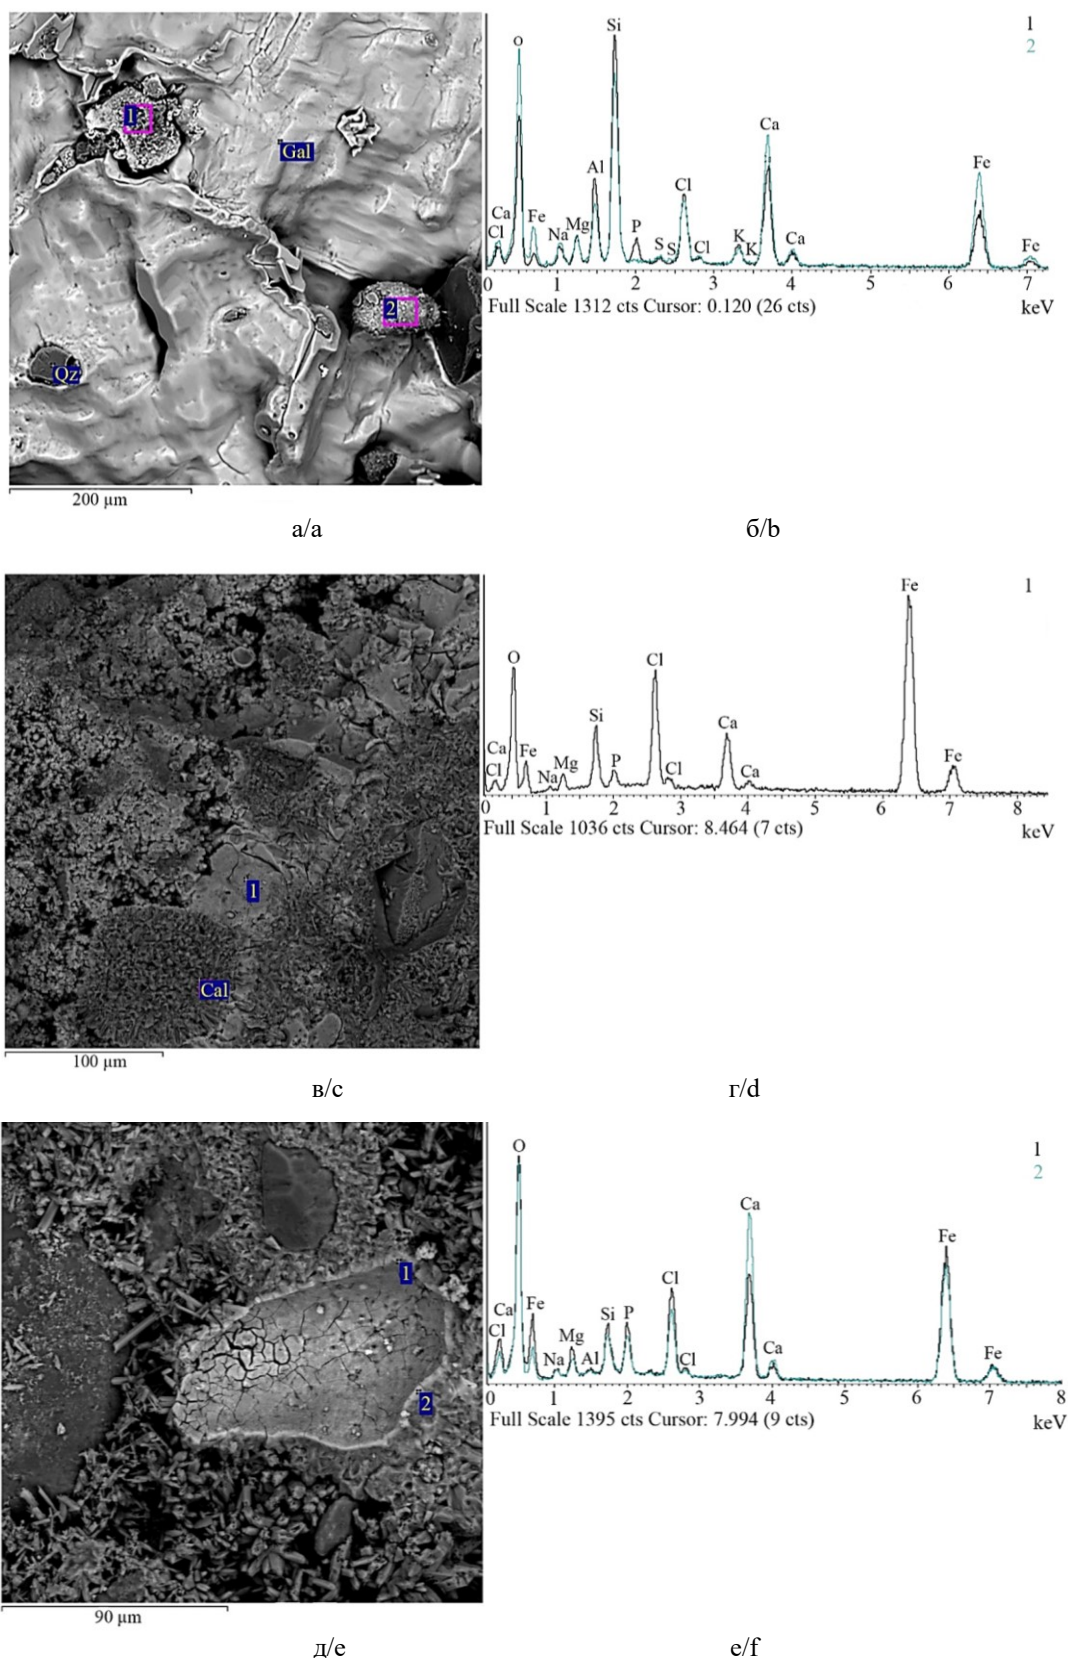 1
Gal
2
Qz
200 µm
1
2
O
Si
Ca
Al
Cl
Fe
Ca
Cl
Fe
Na
Mg
P
S
S
Cl
K
K
Ca
Fe
0 1 2 3 4 5 6 7
Full Scale 1312 cts Cursor: 0.120 (26 cts)
keV
а/a
б/b
1
Cal
100 µm
Fe
1
O
Cl
Si
Ca
Ca
Cl
Fe
Na
Mg
P
Cl
Ca
Fe
0 1 2 3 4 5 6 7 8
Full Scale 1036 cts Cursor: 8.464 (7 cts)
keV
в/c
г/d
1
2
90 µm
O
1
2
Ca
Fe
Cl
Ca
Cl
Fe
Na
Mg
Al
Si
P
Cl
Ca
Fe
0 1 2 3 4 5 6 7 8
Full Scale 1395 cts Cursor: 7.994 (9 cts)
keV
д/e
е/f